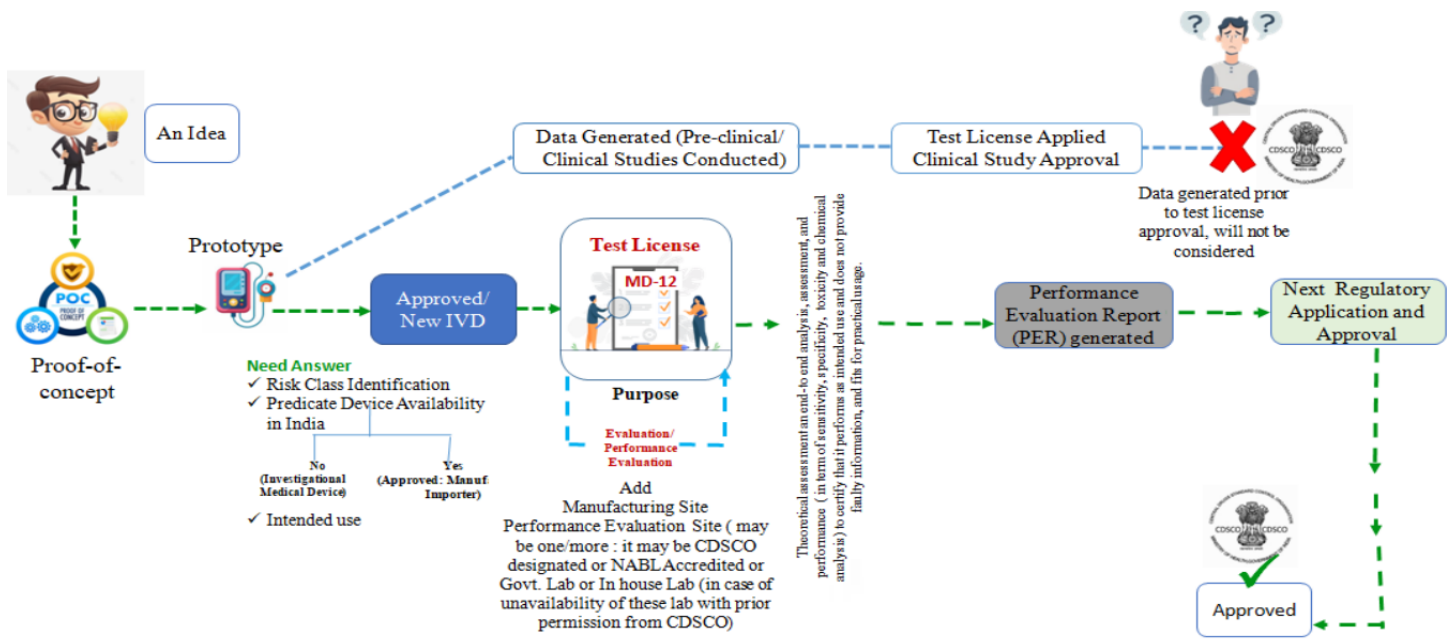 ?
?
An Idea
Data Generated (Pre-clinical/
Clinical Studies Conducted)
Test License Applied
Clinical Study Approval
CDSCO CDSCO
Data generated prior
to test license
approval, will not be
considered
POC
PROOF OF
CONCEPT
Proof-of-
concept
Prototype
Approved/
New IVD
Need Answer
✓ Risk Class Identification
✓ Predicate Device Availability
in India
No
(Investigational
Medical Device)
Yes
(Approved: Manuf.
Importer)
✓ Intended use
Test License
MD-12
Purpose
Evaluation/
Performance
Evaluation
Add
Manufacturing Site
Performance Evaluation Site ( may
be one/more : it may be CDSCO
designated or NABL Accredited or
Govt. Lab or In house Lab (in case of
unavailability of these lab with prior
permission from CDSCO)
Theoretical assessment an end-to end analysis, assessment, and
performance ( in term of sensitivity, specificity, toxicity and chemical
analysis) to certify that it performs as intended use and does not provide
faulty information, and fits for practical usage.
Performance
Evaluation Report
(PER) generated
Next Regulatory
Application and
Approval
CDSCO CDSCO
Approved